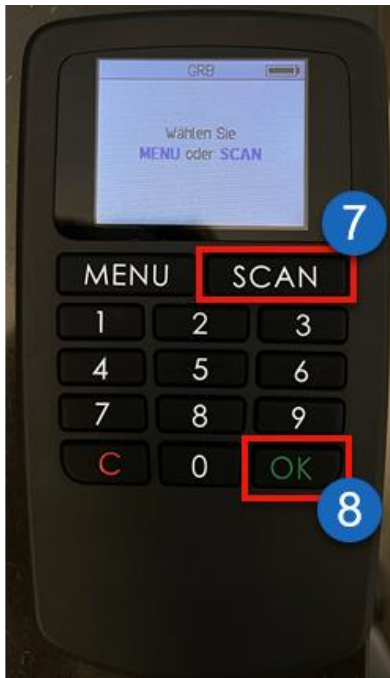 GRB
Wählen Sie
MENU oder SCAN
7
MENU SCAN
1 2 3
4 5 6
7 8 9
C 0 OK
8